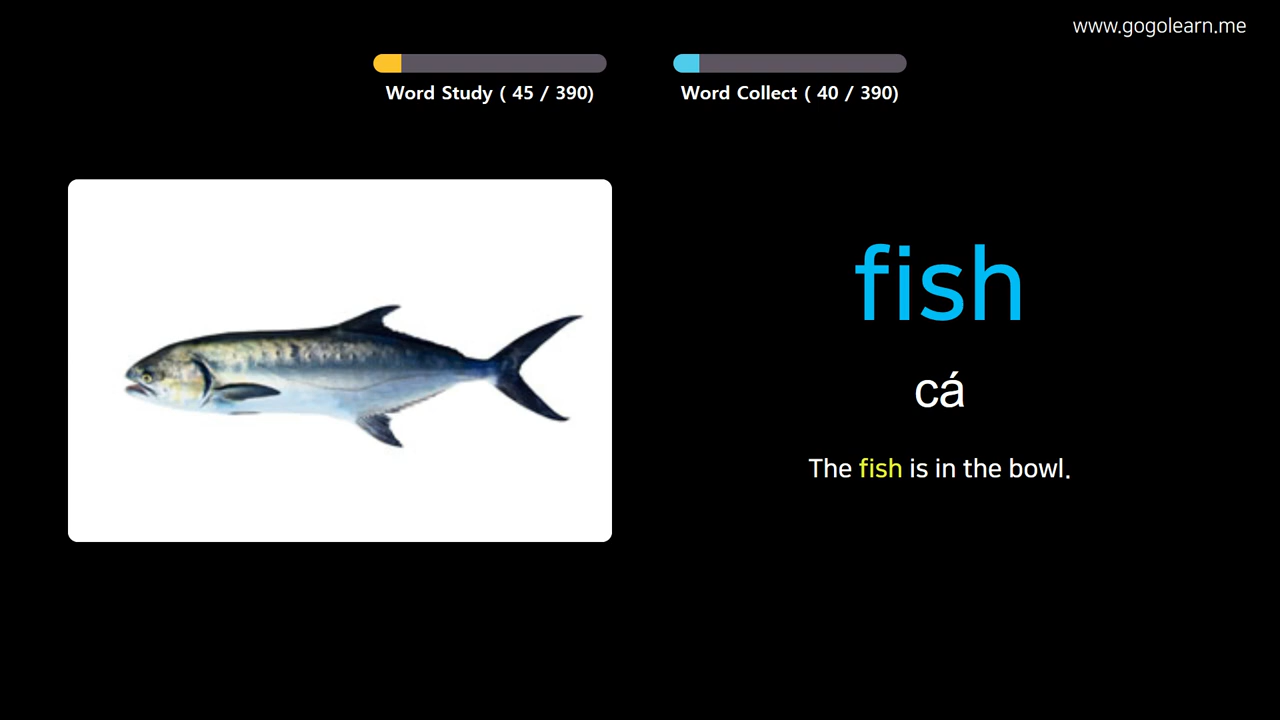 www.gogolearn.me
Word Study ( 45 / 390)
Word Collect ( 40 / 390)
fish
cá
The fish is in the bowl.